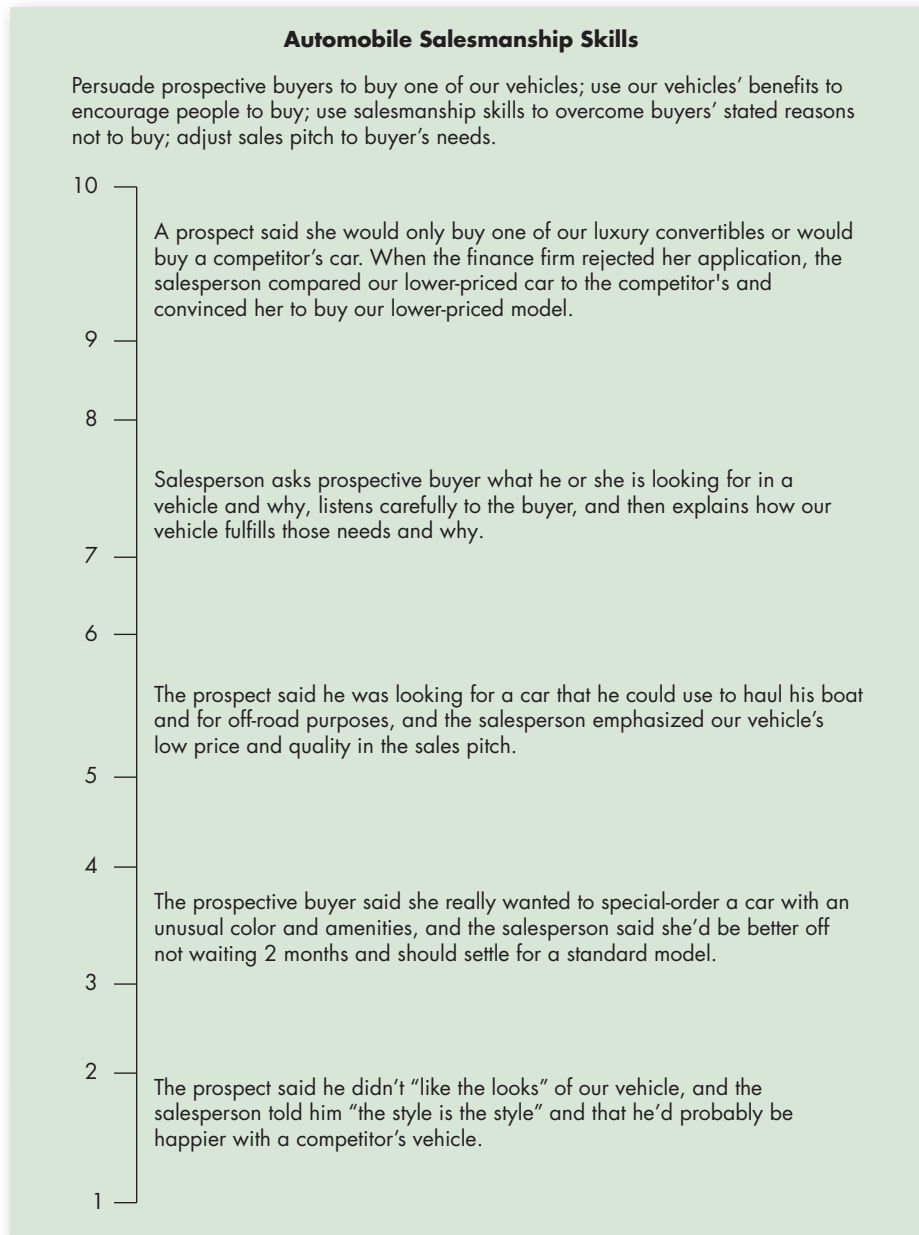 Automobile Salesmanship Skills
Persuade prospective buyers to buy one of our vehicles; use our vehicles’ benefits to
encourage people to buy; use salesmanship skills to overcome buyers’ stated reasons
not to buy; adjust sales pitch to buyer’s needs.
10
A prospect said she would only buy one of our luxury convertibles or would
buy a competitor’s car. When the finance firm rejected her application, the
salesperson compared our lower-priced car to the competitor's and
convinced her to buy our lower-priced model.
9
8
Salesperson asks prospective buyer what he or she is looking for in a
vehicle and why, listens carefully to the buyer, and then explains how our
vehicle fulfills those needs and why.
7
6
The prospect said he was looking for a car that he could use to haul his boat
and for off-road purposes, and the salesperson emphasized our vehicle’s
low price and quality in the sales pitch.
5
4
The prospective buyer said she really wanted to special-order a car with an
unusual color and amenities, and the salesperson said she’d be better off
not waiting 2 months and should settle for a standard model.
3
2
The prospect said he didn’t “like the looks” of our vehicle, and the
salesperson told him “the style is the style” and that he’d probably be
happier with a competitor’s vehicle.
1